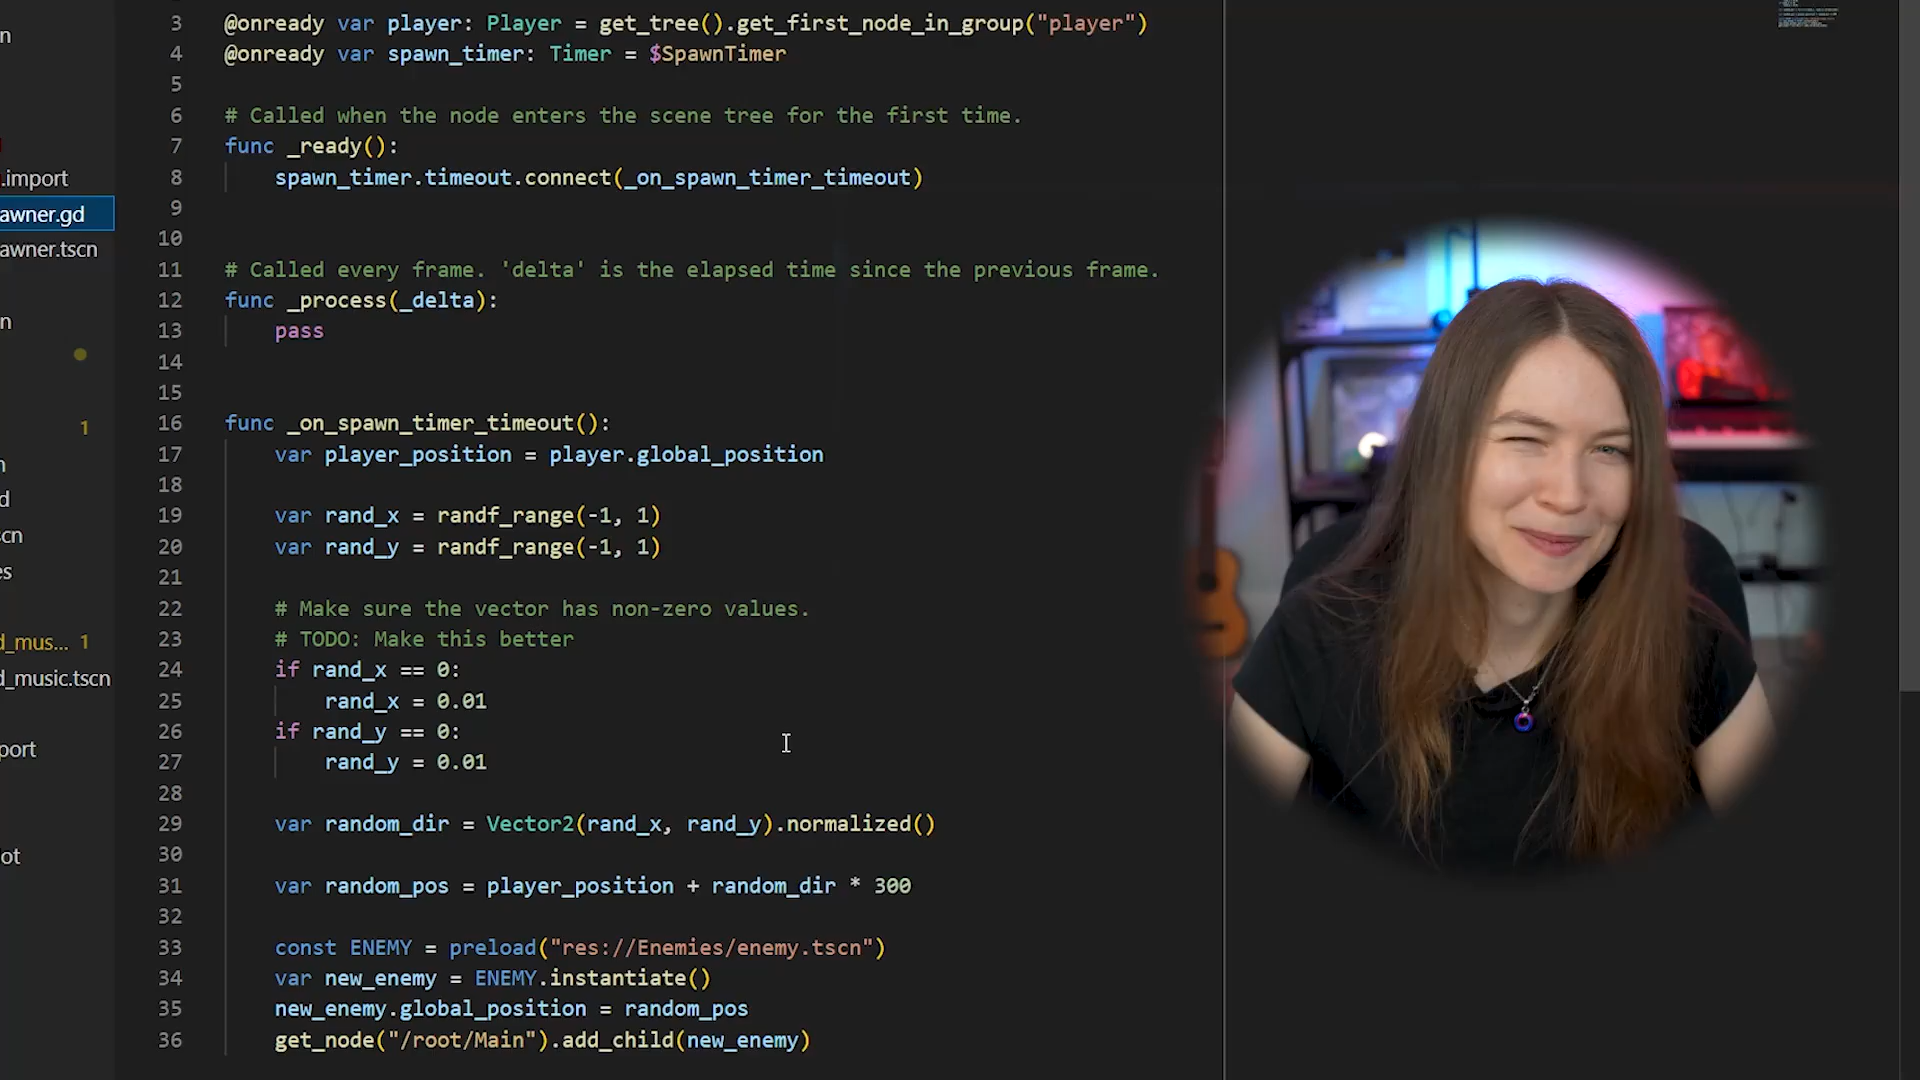 3 @onready var player: Player = get_tree().get_first_node_in_group("player")
4 @onready var spawn_timer: Timer = $SpawnTimer
5
6 # Called when the node enters the scene tree for the first time.
7 func _ready():
8 spawn_timer.timeout.connect(_on_spawn_timer_timeout)
9
10
11 # Called every frame. 'delta' is the elapsed time since the previous frame.
12 func _process(_delta):
13 pass
14
15
16 func _on_spawn_timer_timeout():
17 var player_position = player.global_position
18
19 var rand_x = randf_range(-1, 1)
20 var rand_y = randf_range(-1, 1)
21
22 # Make sure the vector has non-zero values.
23 # TODO: Make this better
24 if rand_x == 0:
25 rand_x = 0.01
26 if rand_y == 0:
27 rand_y = 0.01
28
29 var random_dir = Vector2(rand_x, rand_y).normalized()
30
31 var random_pos = player_position + random_dir * 300
32
33 const ENEMY = preload("res://Enemies/enemy.tscn")
34 var new_enemy = ENEMY.instantiate()
35 new_enemy.global_position = random_pos
36 get_node("/root/Main").add_child(new_enemy)
n
.import
awner.gd
awner.tscn
n
1
n
d
cn
es
d_mus... 1
d_music.tscn
port
ot